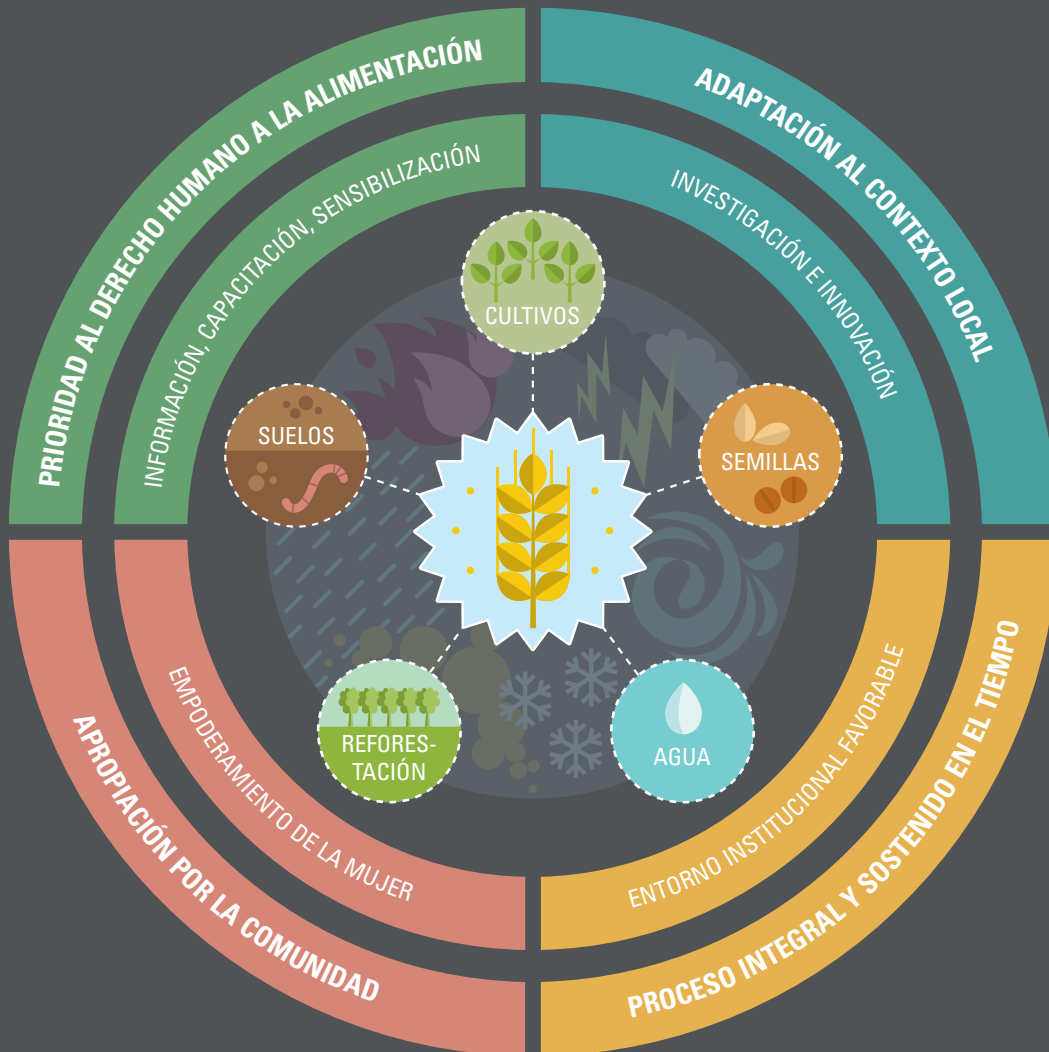 PRIORIDAD AL DERECHO HUMANO A LA ALIMENTACIÓN
INFORMACIÓN, CAPACITACIÓN, SENSIBILIZACIÓN
ADAPTACIÓN AL CONTEXTO LOCAL
INVESTIGACIÓN E INNOVACIÓN
CULTIVOS
SUELOS
SEMILLAS
REFORES-
TACIÓN
AGUA
EMPODERAMIENTO DE LA MUJER
APROPIACIÓN POR LA COMUNIDAD
ENTORNO INSTITUCIONAL FAVORABLE
PROCESO INTEGRAL Y SOSTENIDO EN EL TIEMPO